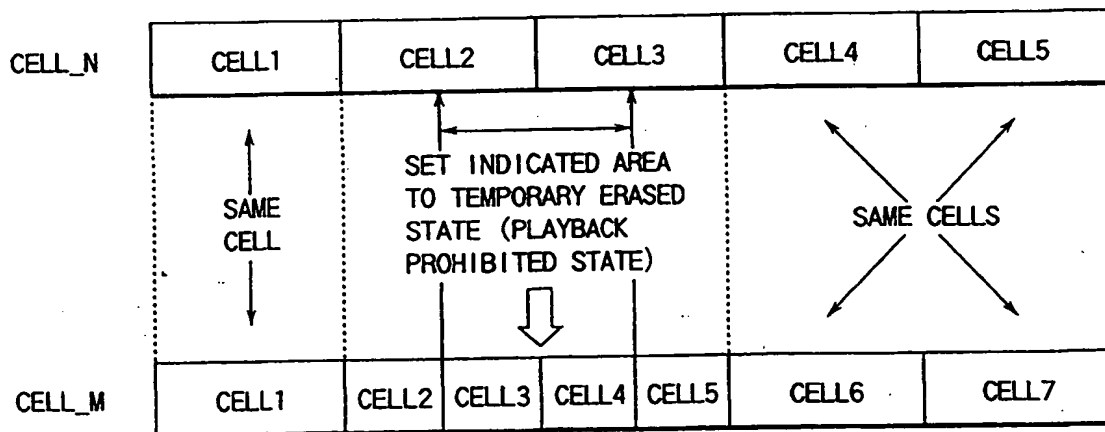 CELL_N CELL1 CELL2 CELL3 CELL4 CELL5
SET INDICATED AREA
TO TEMPORARY ERASED
STATE (PLAYBACK
PROHIBITED STATE)
SAME
CELL
SAME CELLS
CELL_M CELL1 CELL2 CELL3 CELL4 CELL5 CELL6 CELL7